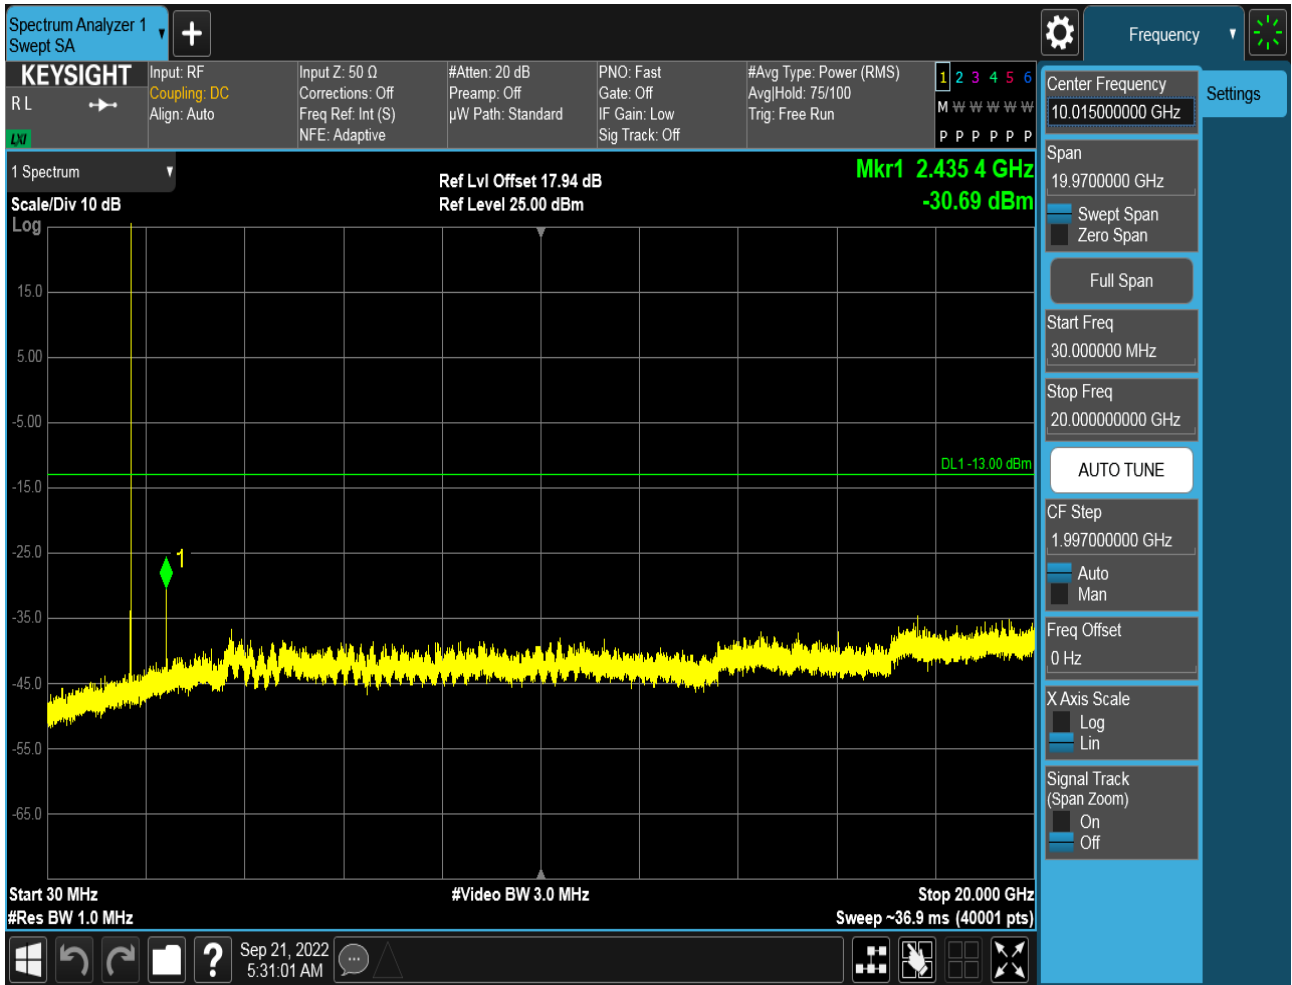 Spectrum Analyzer 1
Swept SA
Frequency
KEYSIGHT
R L
LXI
Input: RF
Coupling: DC
Align: Auto
Input Z: 50 Ω
Corrections: Off
Freq Ref: Int (S)
NFE: Adaptive
#Atten: 20 dB
Preamp: Off
µW Path: Standard
PNO: Fast
Gate: Off
IF Gain: Low
Sig Track: Off
#Avg Type: Power (RMS)
Avg|Hold: 75/100
Trig: Free Run
1 2 3 4 5 6
M W W W W W
P P P P P P
1 Spectrum
Scale/Div 10 dB
Log
Ref Lvl Offset 17.94 dB
Ref Level 25.00 dBm
Mkr1 2.435 4 GHz
-30.69 dBm
15.0
5.00
-5.00
DL1 -13.00 dBm
-15.0
-25.0
1
-35.0
-45.0
-55.0
-65.0
Start 30 MHz
#Video BW 3.0 MHz
Stop 20.000 GHz
#Res BW 1.0 MHz
Sweep ~36.9 ms (40001 pts)
?
Sep 21, 2022
5:31:01 AM
Center Frequency
10.015000000 GHz
Settings
Span
19.9700000 GHz
Swept Span
Zero Span
Full Span
Start Freq
30.000000 MHz
Stop Freq
20.000000000 GHz
AUTO TUNE
CF Step
1.997000000 GHz
Auto
Man
Freq Offset
0 Hz
X Axis Scale
Log
Lin
Signal Track
(Span Zoom)
On
Off